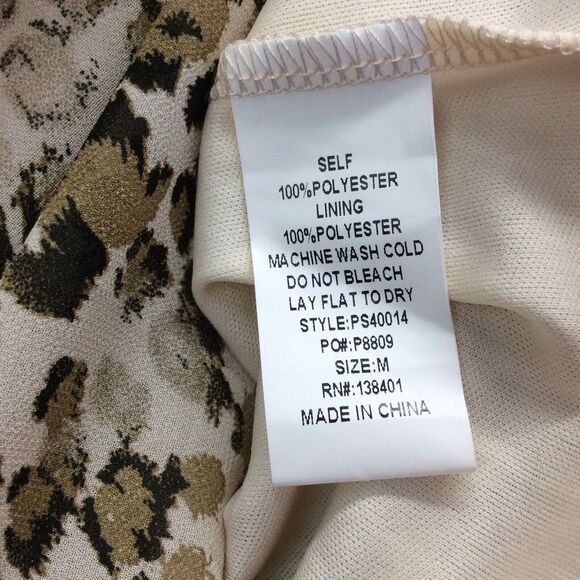 SELF
100%POLYESTER
LINING
100%POLYESTER
MACHINE WASH COLD
DO NOT BLEACH
LAY FLAT TO DRY
STYLE:PS40014
PO#:P8809
SIZE:M
RN#:138401
MADE IN CHINA